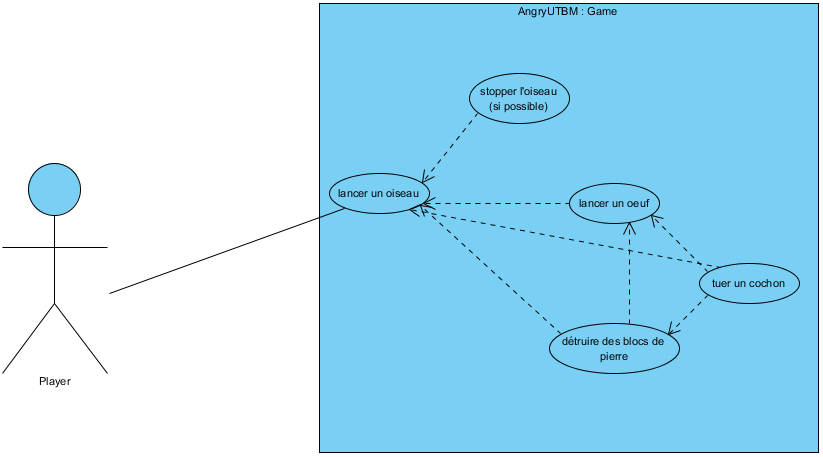 AngryUTBM : Game
stopper l'oiseau
(si possible)
lancer un oiseau
lancer un oeuf
tuer un cochon
détruire des blocs de
pierre
Player